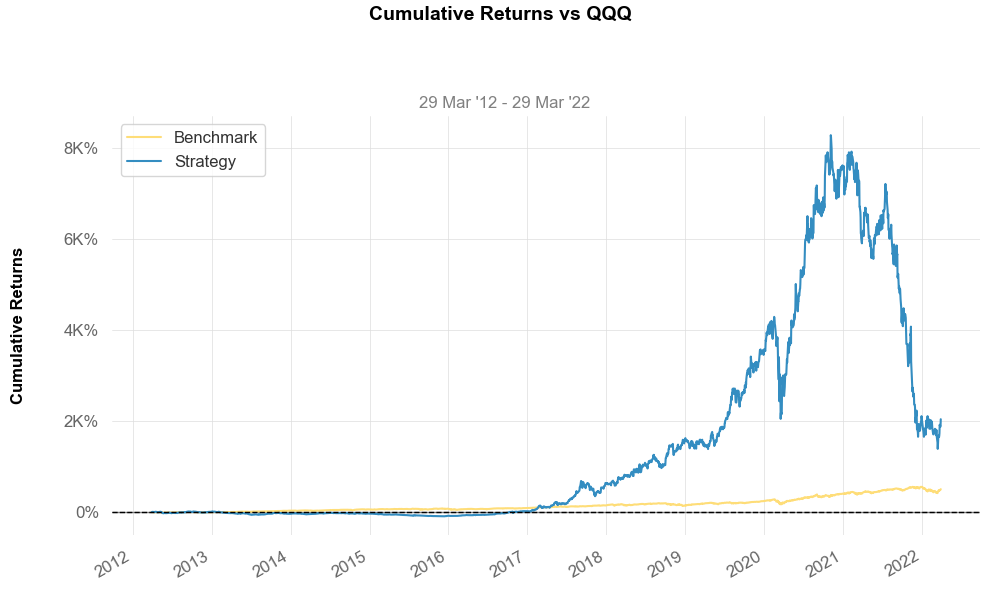 Cumulative Returns vs QQQ
29 Mar '12 - 29 Mar '22
Benchmark
Strategy
Cumulative Returns
8K%
6K%
4K%
2K%
0%
2012
2013
2014
2015
2016
2017
2018
2019
2020
2021
2022